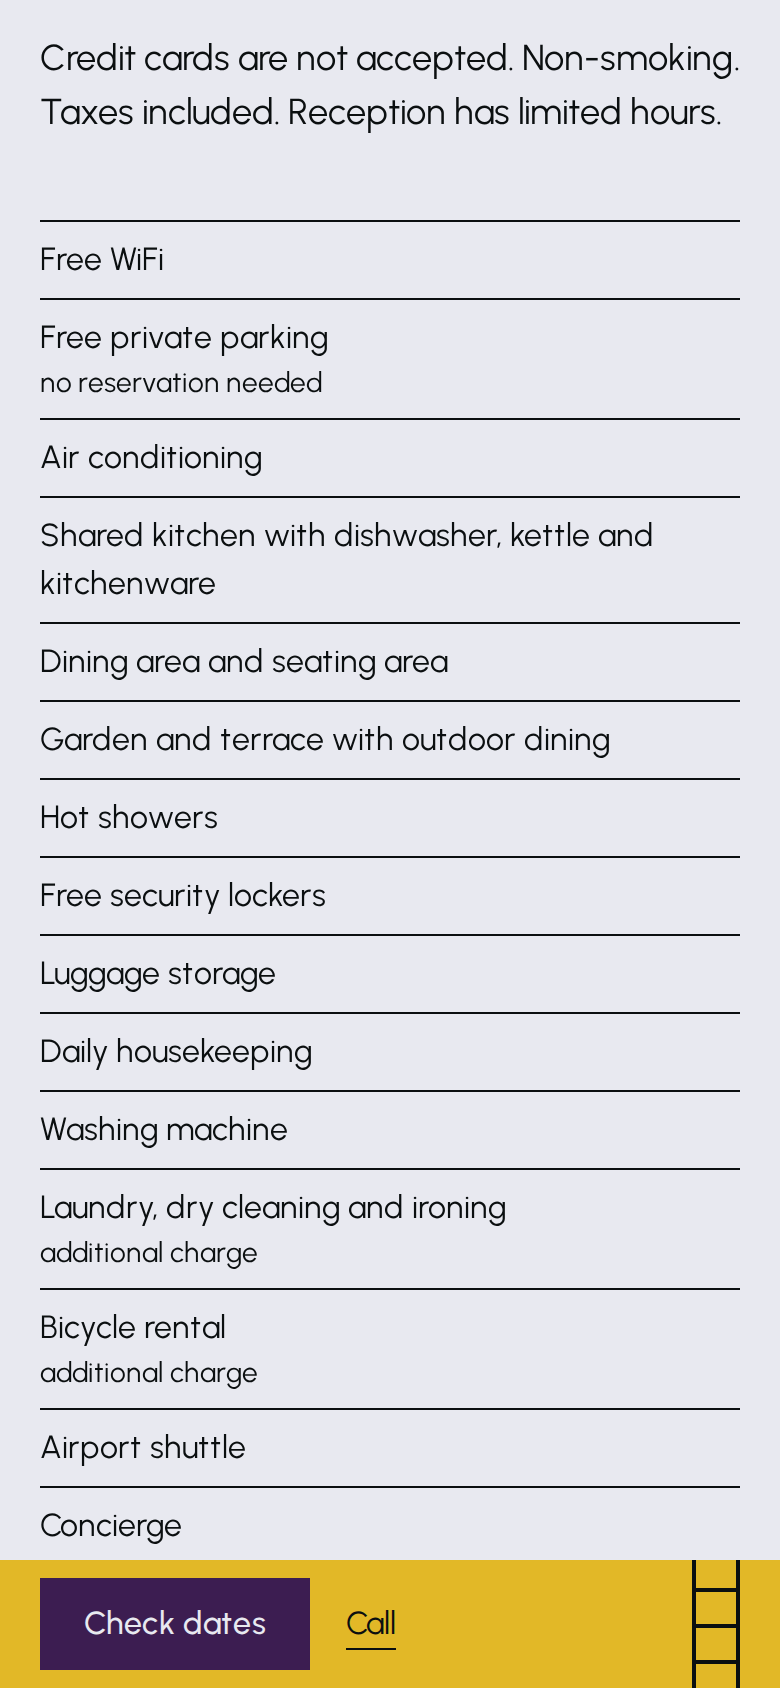 Credit cards are not accepted. Non-smoking.
Taxes included. Reception has limited hours.
Free WiFi
Free private parking
no reservation needed
Air conditioning
Shared kitchen with dishwasher, kettle and
kitchenware
Dining area and seating area
Garden and terrace with outdoor dining
Hot showers
Free security lockers
Luggage storage
Daily housekeeping
Washing machine
Laundry, dry cleaning and ironing
additional charge
Bicycle rental
additional charge
Airport shuttle
Concierge
Check dates
Call